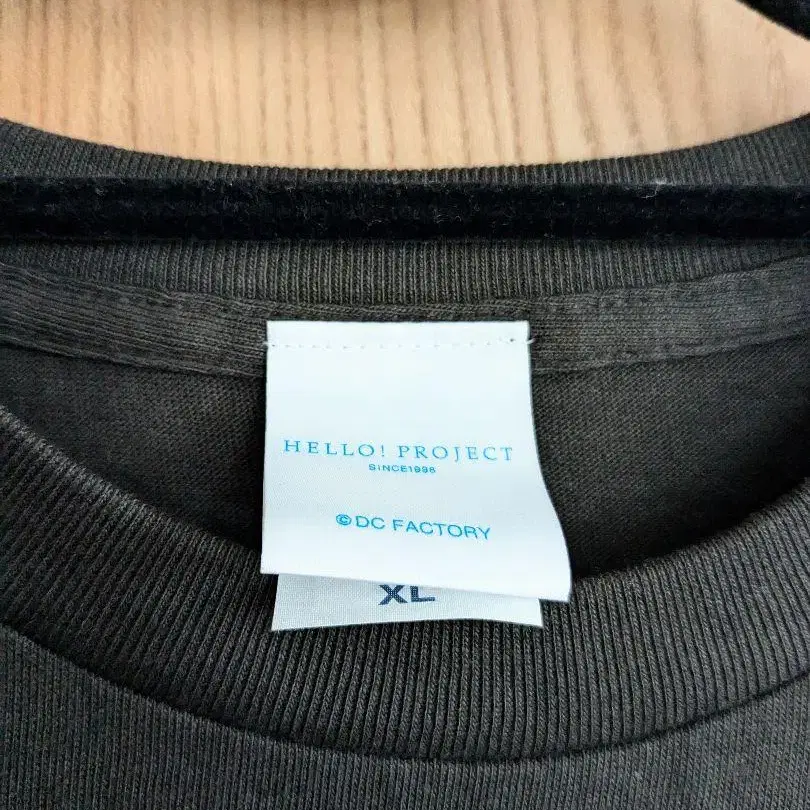 HELLO! PROJECT
SINCE1998
©DC FACTORY
XL